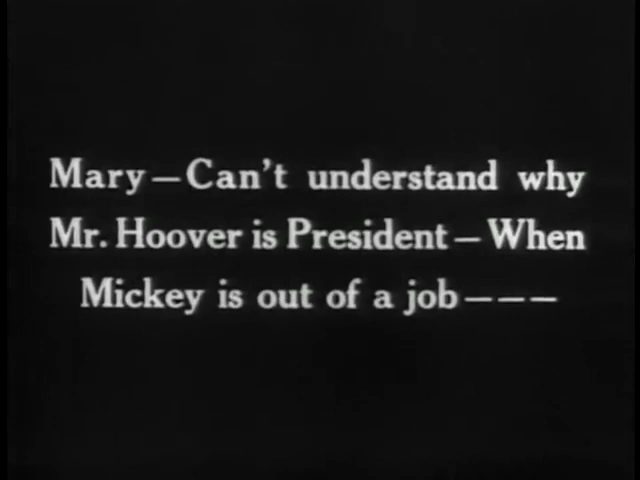 Mary—Can't understand why
Mr. Hoover is President—When
Mickey is out of a job———